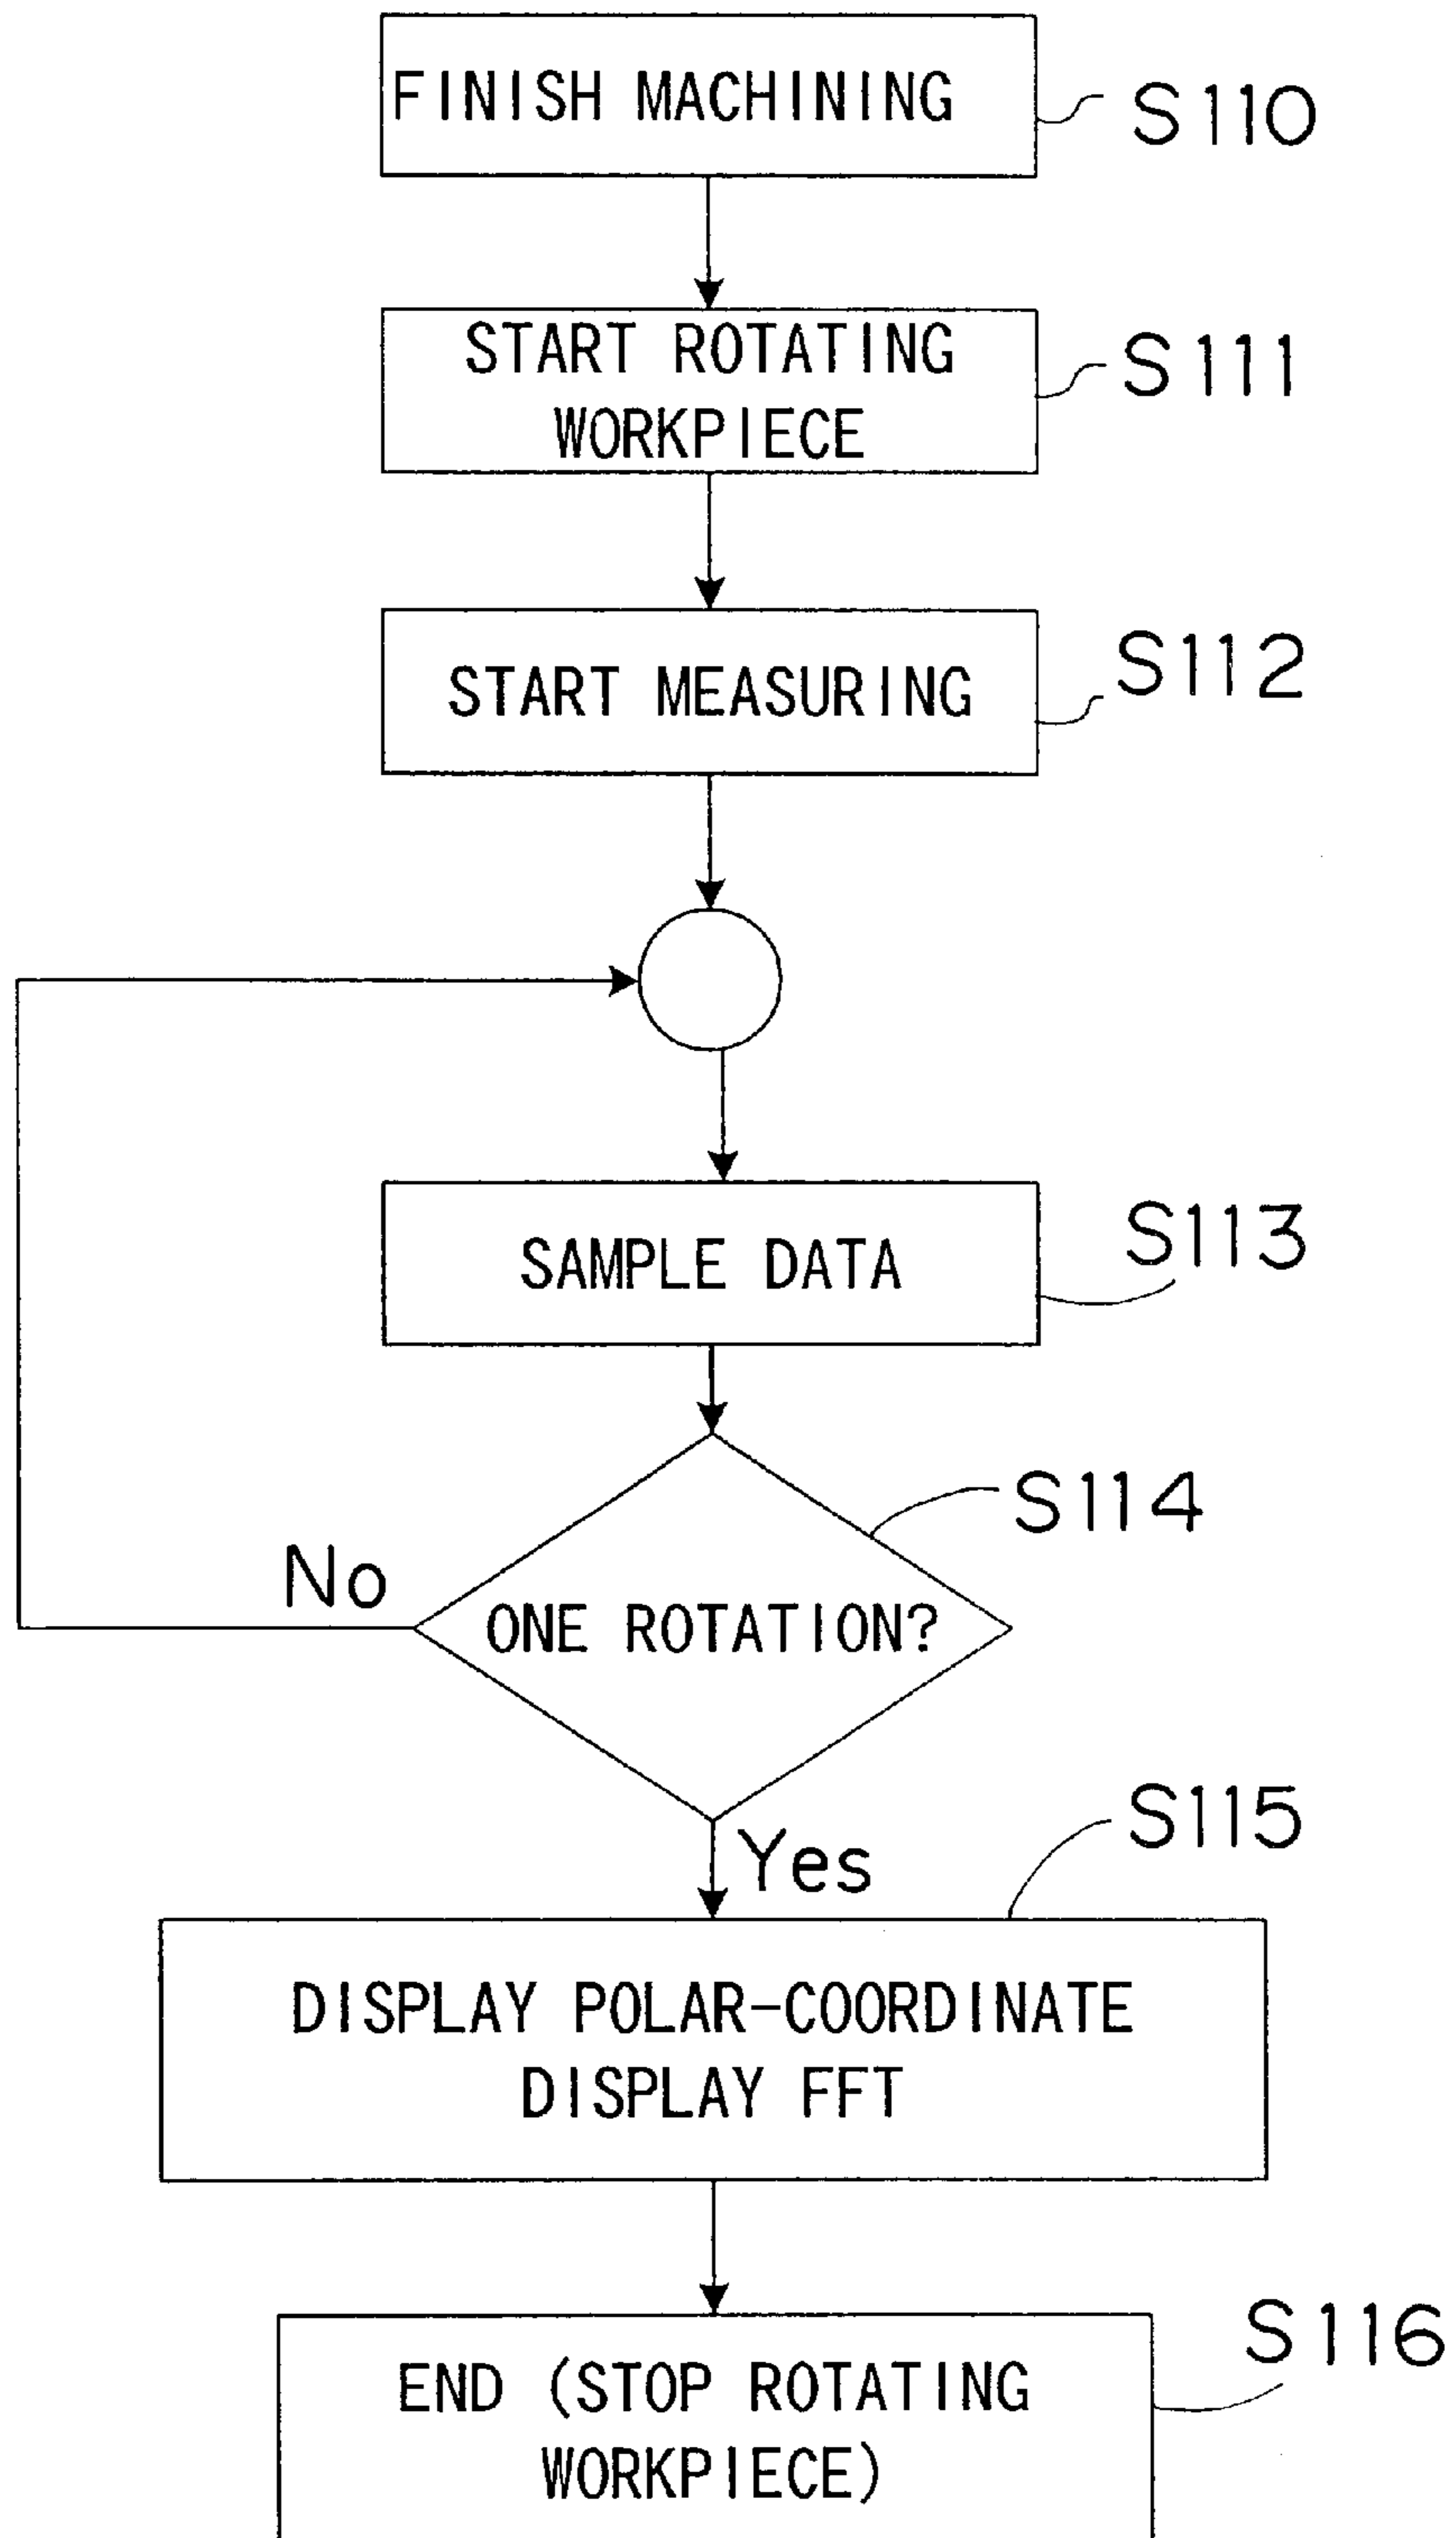 FINISH MACHINING
S110
START ROTATING
WORKPIECE
S111
START MEASURING
S112
SAMPLE DATA
S113
ONE ROTATION?
S114
No
Yes
S115
DISPLAY POLAR-COORDINATE
DISPLAY FFT
END (STOP ROTATING
WORKPIECE)
S116